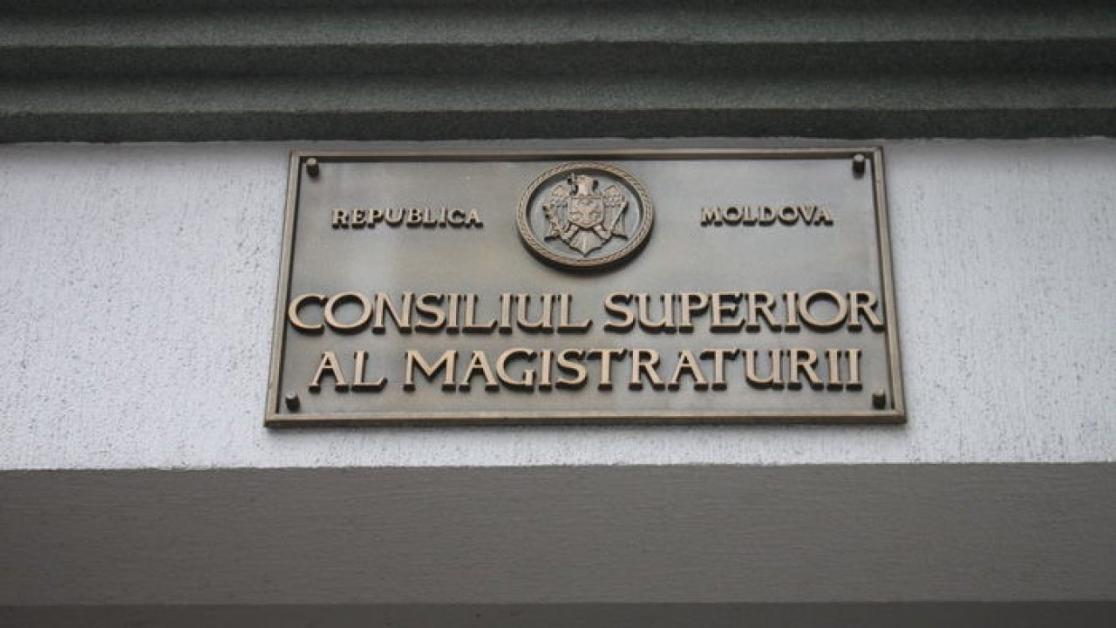 REPUBLICA MOLDOVA
CONSILIUL SUPERIOR
AL MAGISTRATURII